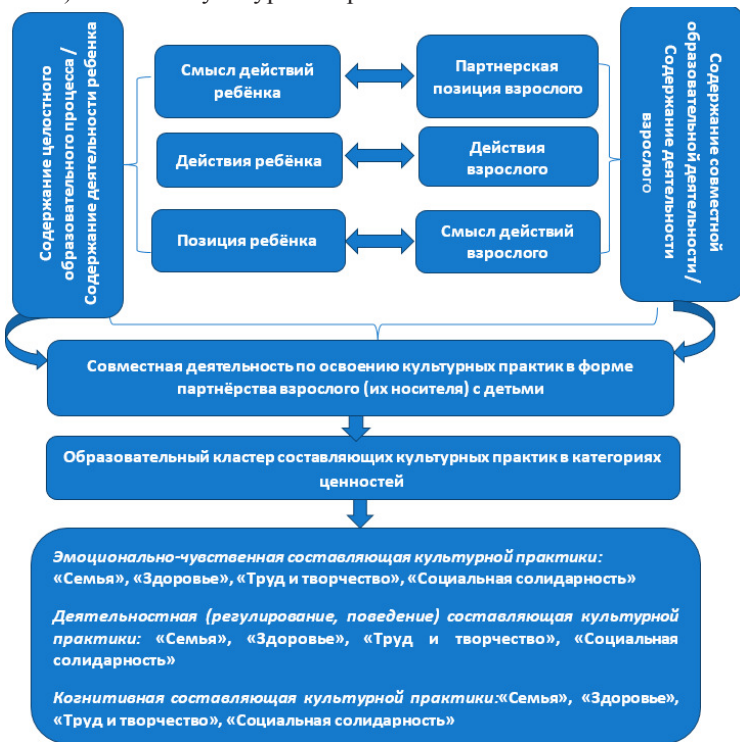 Содержание целостного
образовательного процесса /
Содержание деятельности ребенка
Смысл действий
ребёнка
Партнерская
позиция взрослого
Действия ребёнка
Действия
взрослого
Позиция ребёнка
Смысл действий
взрослого
Содержание совместной
образовательной деятельности /
Содержание деятельности
взрослого
Совместная деятельность по освоению культурных практик в форме
партнёрства взрослого (их носителя) с детьми
Образовательный кластер составляющих культурных практик в категориях
ценностей
Эмоционально-чувственная составляющая культурной практики:
«Семья», «Здоровье», «Труд и творчество», «Социальная солидарность»
Деятельностная (регулирование, поведение) составляющая культурной
практики: «Семья», «Здоровье», «Труд и творчество», «Социальная
солидарность»
Когнитивная составляющая культурной практики:«Семья», «Здоровье»,
«Труд и творчество», «Социальная солидарность»